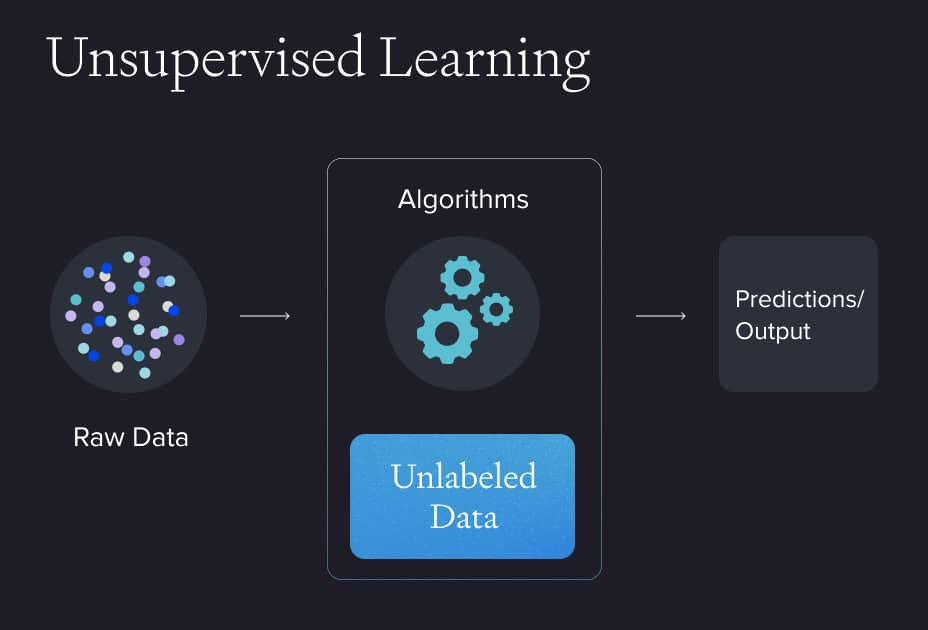 Unsupervised Learning
Algorithms
Raw Data
Unlabeled
Data
Predictions/
Output